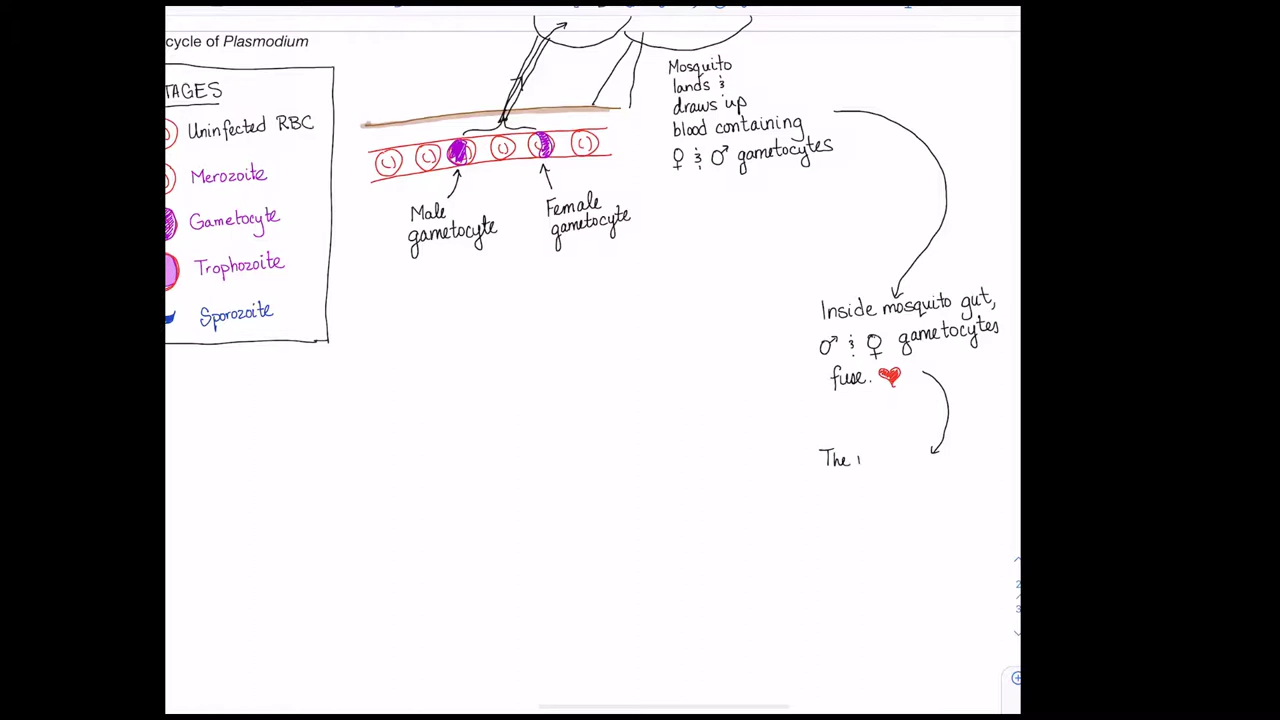 cycle of Plasmodium
TAGES
Uninfected RBC
Merozoite
Gametocyte
Trophozoite
Sporozoite
Male
gametocyte
Female
gametocyte
Mosquito
lands &
draws up
blood containing
♀ & ♂ gametocytes
Inside mosquito gut,
♂ & ♀ gametocytes
fuse. ♥
The